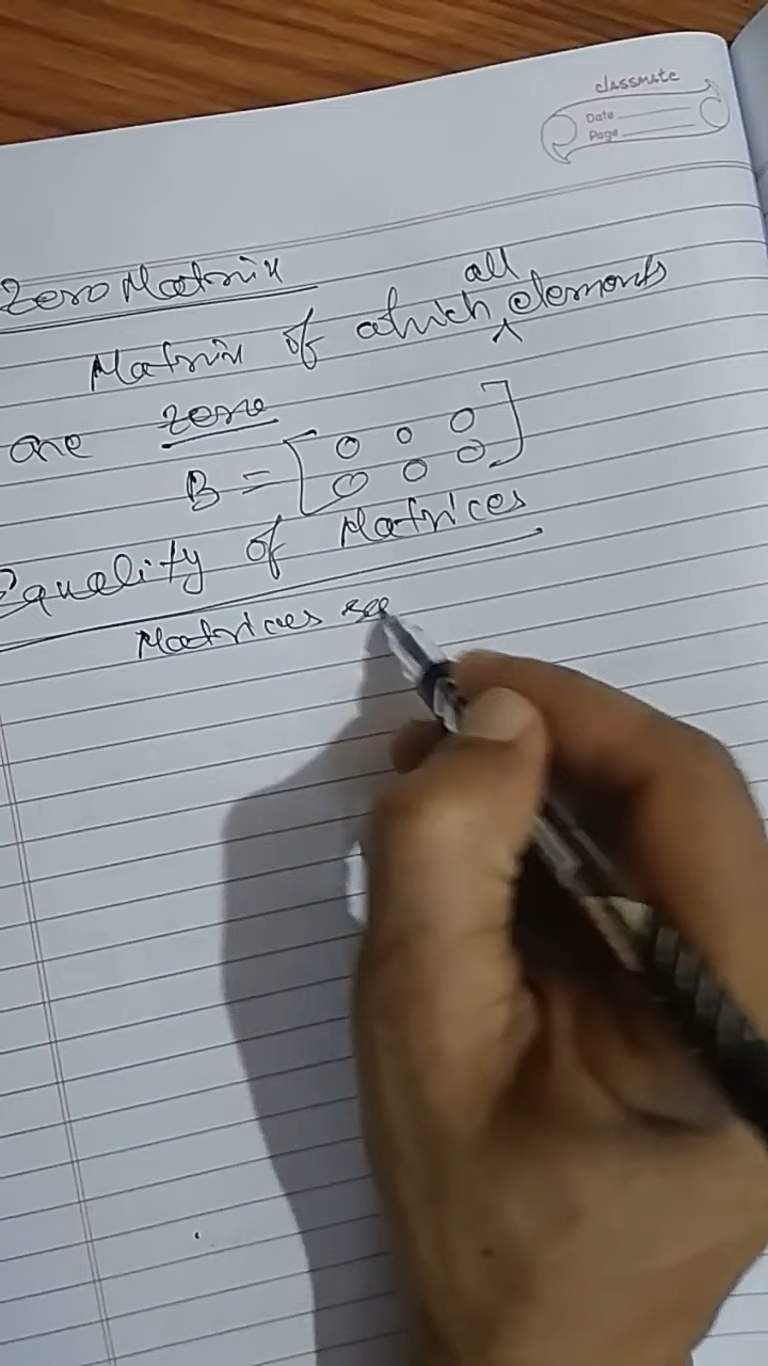 classmate
Date
Page
Zero Matrix
Matrix of which all elements
are zero
B = [0 0 0
0 0 0]
Equality of Matrices
Matrices